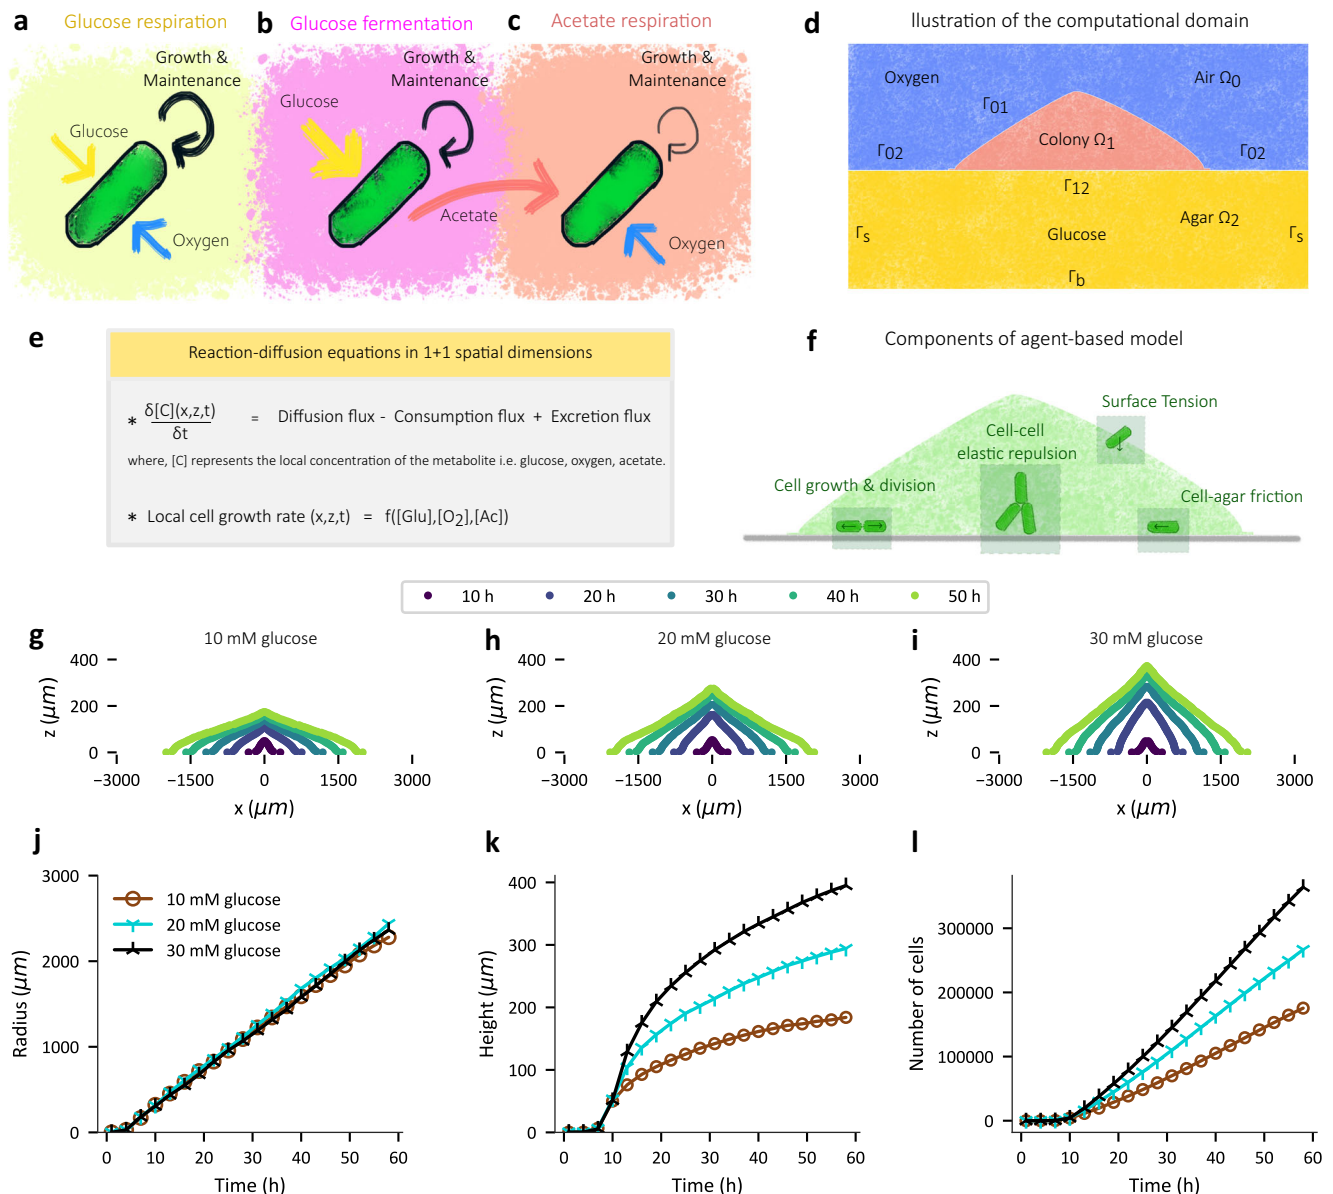 a Glucose respiration
Growth &
Maintenance
Glucose
Oxygen
b Glucose fermentation
Growth &
Maintenance
Glucose
Acetate
c Acetate respiration
Growth &
Maintenance
Oxygen
d Ilustration of the computational domain
Oxygen
Air Ω0
Γ01
Colony Ω1
Γ02
Γ02
Γ12
Agar Ω2
Γs
Glucose
Γs
Γb
e
Reaction-diffusion equations in 1+1 spatial dimensions
* δ[C](x,z,t) / δt = Diffusion flux - Consumption flux + Excretion flux
where, [C] represents the local concentration of the metabolite i.e. glucose, oxygen, acetate.
* Local cell growth rate (x,z,t) = f([Glu],[O2],[Ac])
f Components of agent-based model
Surface Tension
Cell-cell
elastic repulsion
Cell growth & division
Cell-agar friction
10 h 20 h 30 h 40 h 50 h
g 10 mM glucose
400
200
0
z (μm)
−3000 −1500 0 1500 3000
x (μm)
h 20 mM glucose
400
200
0
z (μm)
−3000 −1500 0 1500 3000
x (μm)
i 30 mM glucose
400
200
0
z (μm)
−3000 −1500 0 1500 3000
x (μm)
j
3000
2000
1000
0
Radius (μm)
10 mM glucose
20 mM glucose
30 mM glucose
0 10 20 30 40 50 60
Time (h)
k
400
300
200
100
0
Height (μm)
0 10 20 30 40 50 60
Time (h)
l
300000
200000
100000
0
Number of cells
0 10 20 30 40 50 60
Time (h)